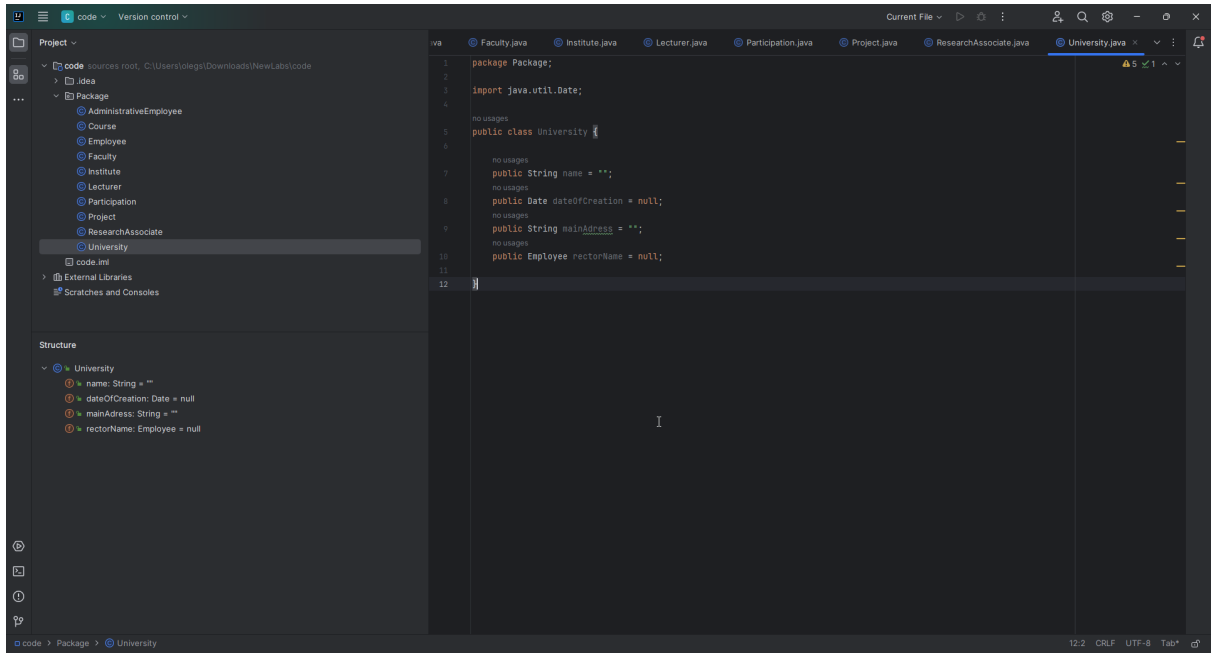 code Version control Current File
Project
code sources root, C:\Users\olegs\Downloads\NewLabs\code
.idea
Package
AdministrativeEmployee
Course
Employee
Faculty
Institute
Lecturer
Participation
Project
ResearchAssociate
University
code.iml
External Libraries
Scratches and Consoles
Structure
University
name: String = ""
dateOfCreation: Date = null
mainAdress: String = ""
rectorName: Employee = null
Faculty.java Institute.java Lecturer.java Participation.java Project.java ResearchAssociate.java University.java
5 1
1 package Package;
2
3 import java.util.Date;
4
no usages
5 public class University {
6
no usages
7 public String name = "";
no usages
8 public Date dateOfCreation = null;
no usages
9 public String mainAdress = "";
no usages
10 public Employee rectorName = null;
11
12 }
code > Package > University 12:2 CRLF UTF-8 Tab*